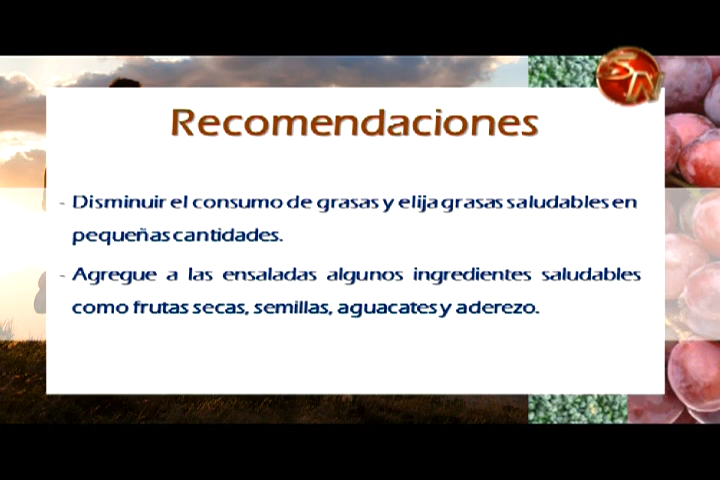 SN
Recomendaciones
- Disminuir el consumo de grasas y elija grasas saludables en
pequeñas cantidades.
- Agregue a las ensaladas algunos ingredientes saludables
como frutas secas, semillas, aguacates y aderezo.